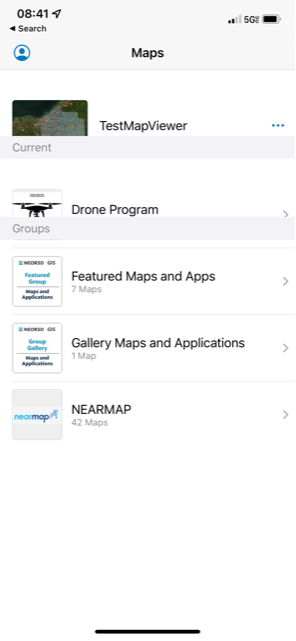 08:41
5G
Search
Maps
TestMapViewer
Current
Drone Program
Groups
NEORSD GIS
Featured
Group
Maps and
Applications
Featured Maps and Apps
7 Maps
NEORSD GIS
Group
Gallery
Maps and
Applications
Gallery Maps and Applications
1 Map
nearmap
NEARMAP
42 Maps